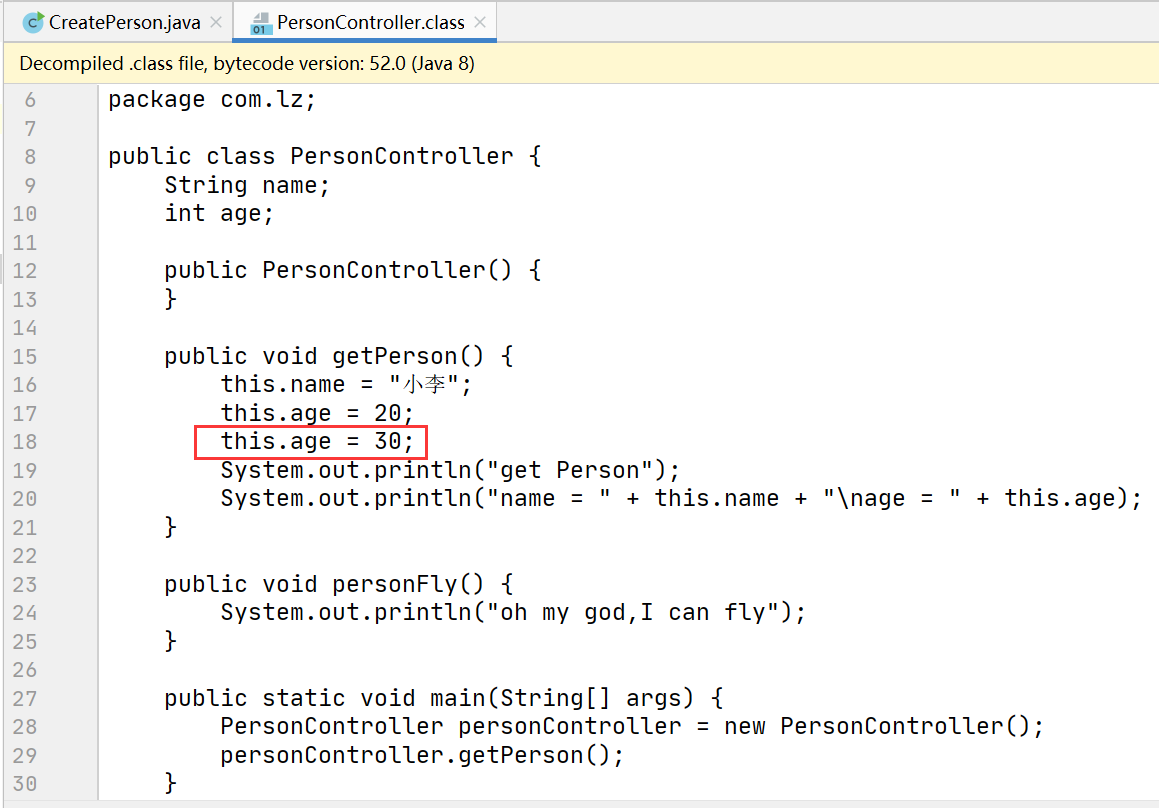 CreatePerson.java PersonController.class
Decompiled .class file, bytecode version: 52.0 (Java 8)
6 package com.lz;
7
8 public class PersonController {
9 String name;
10 int age;
11
12 public PersonController() {
13 }
14
15 public void getPerson() {
16 this.name = "小李";
17 this.age = 20;
18 this.age = 30;
19 System.out.println("get Person");
20 System.out.println("name = " + this.name + "\nage = " + this.age);
21 }
22
23 public void personFly() {
24 System.out.println("oh my god,I can fly");
25 }
26
27 public static void main(String[] args) {
28 PersonController personController = new PersonController();
29 personController.getPerson();
30 }